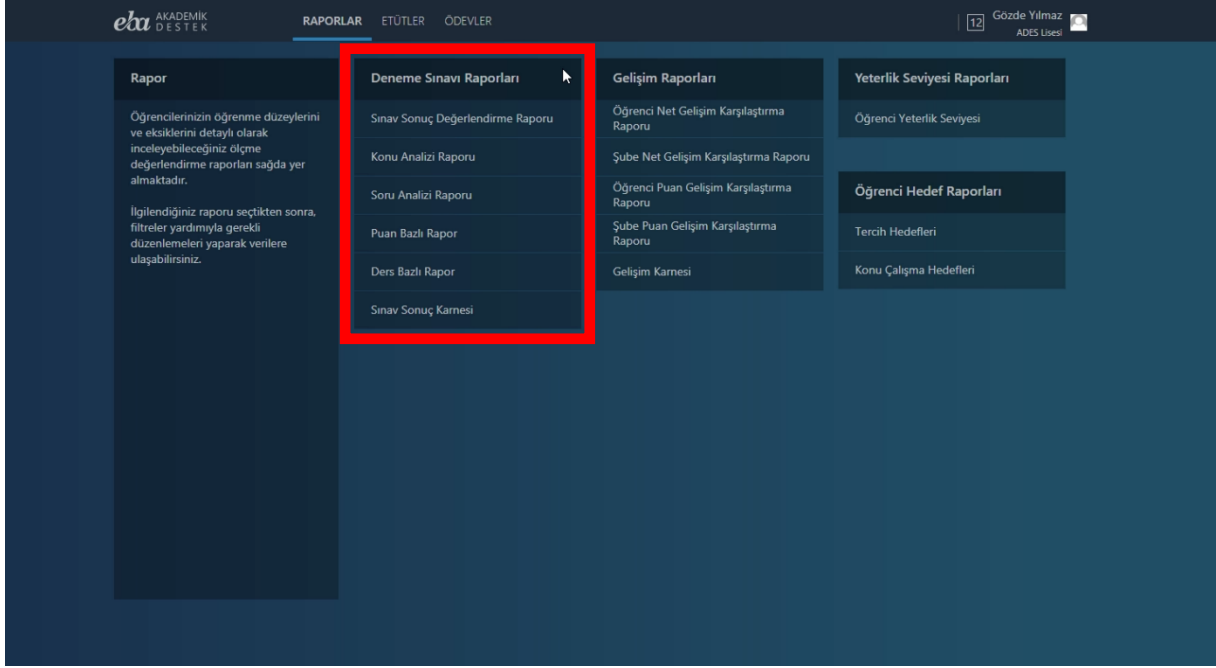 eba AKADEMİK DESTEK
RAPORLAR ETÜTLER ÖDEVLER
12
Gözde Yılmaz
ADES Lisesi
Rapor
Öğrencilerinizin öğrenme düzeylerini
ve eksiklerini detaylı olarak
inceleyebileceğiniz ölçme
değerlendirme raporları sağda yer
almaktadır.
İlgilendiğiniz raporu seçtikten sonra,
filtreler yardımıyla gerekli
düzenlemeleri yaparak verilere
ulaşabilirsiniz.
Deneme Sınavı Raporları
Sınav Sonuç Değerlendirme Raporu
Konu Analizi Raporu
Soru Analizi Raporu
Puan Bazlı Rapor
Ders Bazlı Rapor
Sınav Sonuç Karnesi
Gelişim Raporları
Öğrenci Net Gelişim Karşılaştırma
Raporu
Şube Net Gelişim Karşılaştırma Raporu
Öğrenci Puan Gelişim Karşılaştırma
Raporu
Şube Puan Gelişim Karşılaştırma
Raporu
Gelişim Karnesi
Yeterlik Seviyesi Raporları
Öğrenci Yeterlik Seviyesi
Öğrenci Hedef Raporları
Tercih Hedefleri
Konu Çalışma Hedefleri